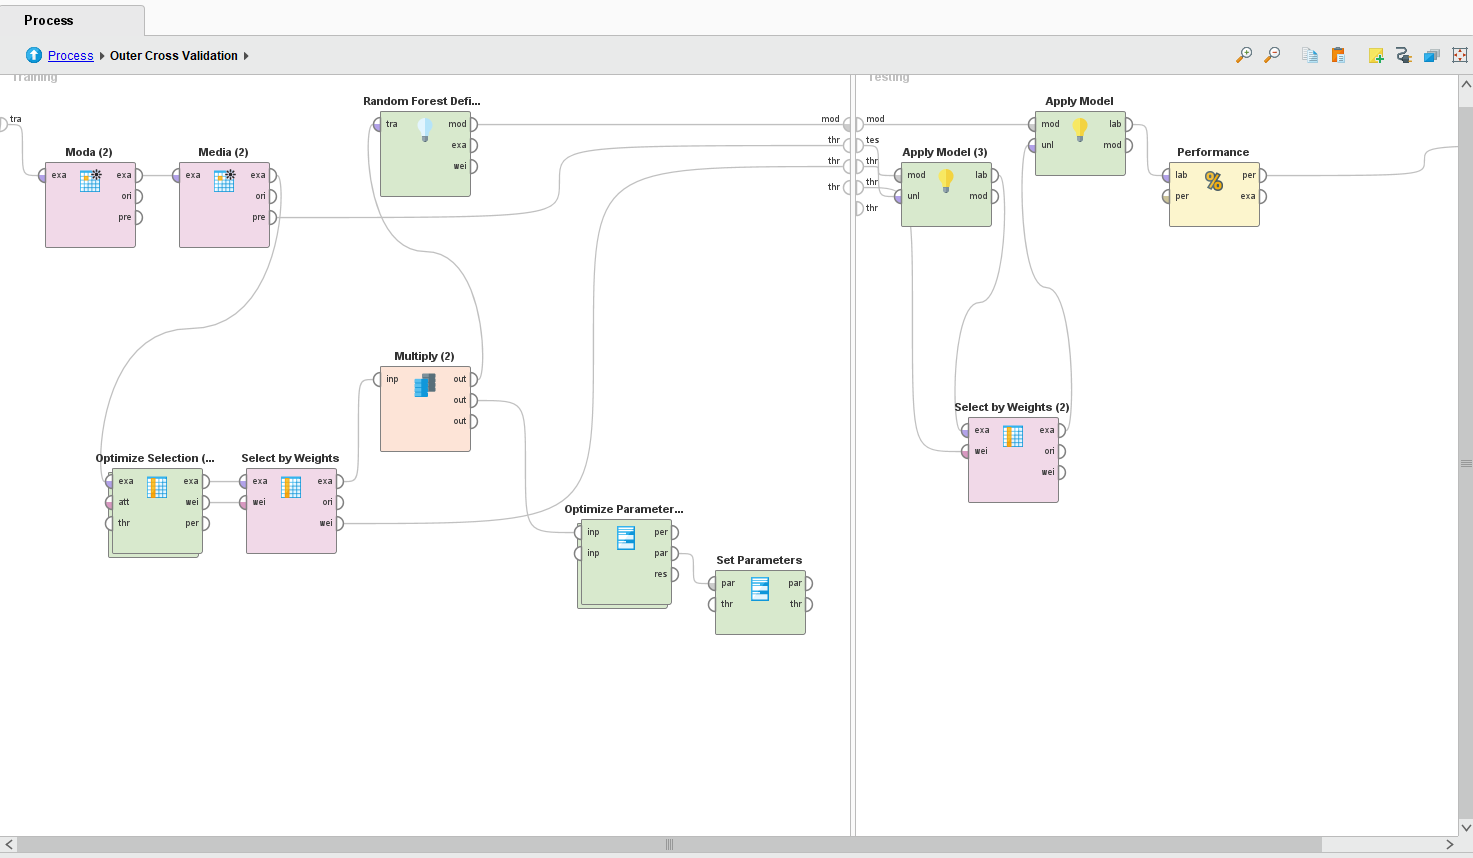 Process
Process
Outer Cross Validation
Training
Testing
tra
Moda (2)
exa
exa
ori
pre
Media (2)
exa
exa
ori
pre
Random Forest Defi...
tra
mod
exa
wei
mod
thr
thr
thr
mod
tes
thr
thr
thr
Apply Model
mod
lab
unl
mod
Apply Model (3)
mod
lab
unl
mod
Performance
lab
per
per
exa
Multiply (2)
inp
out
out
out
Select by Weights (2)
exa
exa
wei
ori
wei
Optimize Selection (...
exa
exa
att
wei
thr
per
Select by Weights
exa
exa
wei
ori
wei
Optimize Parameter...
inp
per
inp
par
res
Set Parameters
par
par
thr
thr